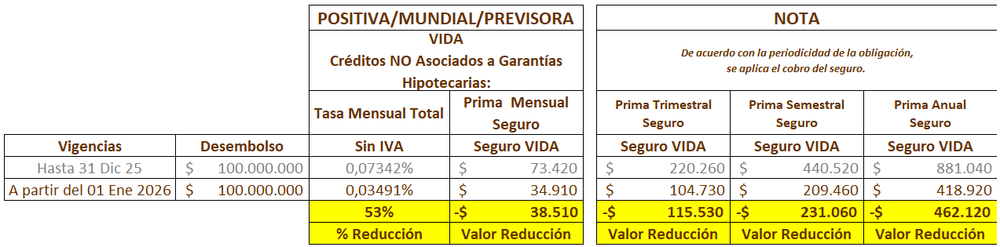 POSITIVA/MUNDIAL/PREVISORA
NOTA
VIDA
Créditos NO Asociados a Garantías
Hipotecarias:
De acuerdo con la periodicidad de la obligación,
se aplica el cobro del seguro.
Tasa Mensual Total
Prima Mensual
Seguro
Prima Trimestral
Seguro
Prima Semestral
Seguro
Prima Anual
Seguro
Vigencias Desembolso Sin IVA Seguro VIDA Seguro VIDA Seguro VIDA Seguro VIDA
Hasta 31 Dic 25 $ 100.000.000 0,07342% $ 73.420 $ 220.260 $ 440.520 $ 881.040
A partir del 01 Ene 2026 $ 100.000.000 0,03491% $ 34.910 $ 104.730 $ 209.460 $ 418.920
53% -$ 38.510 -$ 115.530 -$ 231.060 -$ 462.120
% Reducción Valor Reducción Valor Reducción Valor Reducción Valor Reducción